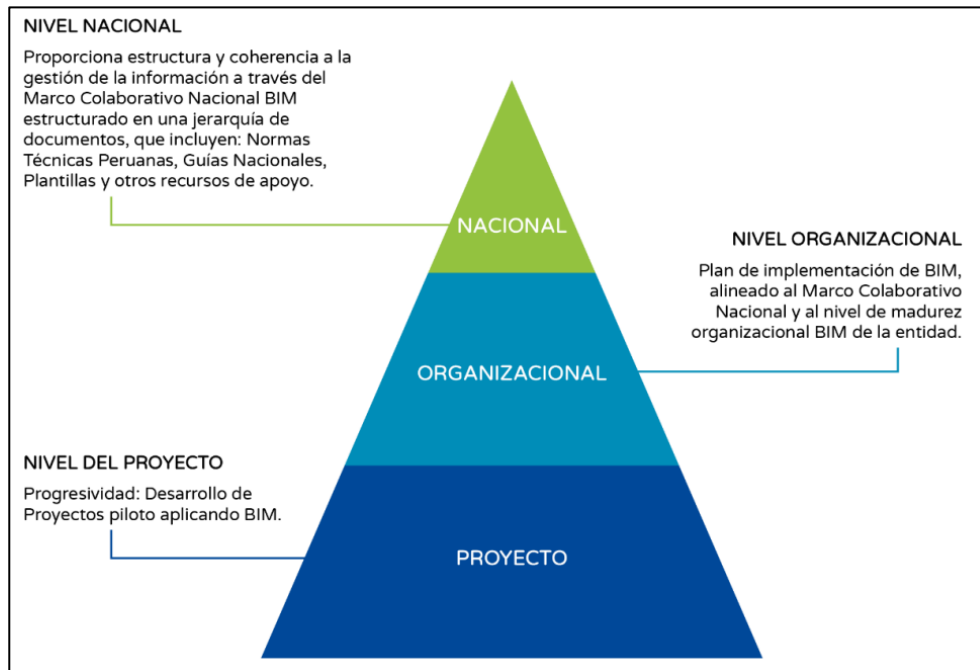 NIVEL NACIONAL
Proporciona estructura y coherencia a la
gestión de la información a través del
Marco Colaborativo Nacional BIM
estructurado en una jerarquía de
documentos, que incluyen: Normas
Técnicas Peruanas, Guías Nacionales,
Plantillas y otros recursos de apoyo.
NACIONAL
NIVEL ORGANIZACIONAL
Plan de implementación de BIM,
alineado al Marco Colaborativo
Nacional y al nivel de madurez
organizacional BIM de la entidad.
ORGANIZACIONAL
NIVEL DEL PROYECTO
Progresividad: Desarrollo de
Proyectos piloto aplicando BIM.
PROYECTO